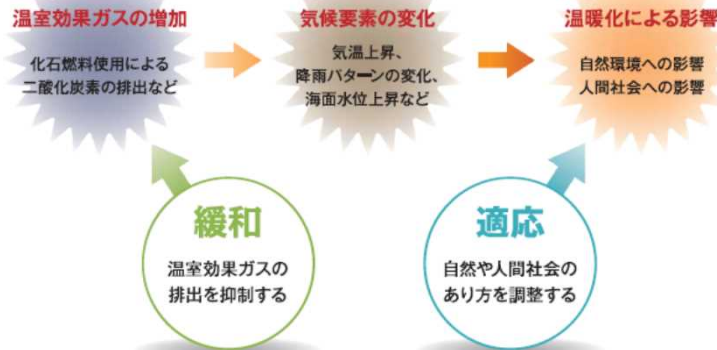 温室効果ガスの増加
化石燃料使用による
二酸化炭素の排出など
気候要素の変化
気温上昇、
降雨パターンの変化、
海面水位上昇など
温暖化による影響
自然環境への影響
人間社会への影響
緩和
温室効果ガスの
排出を抑制する
適応
自然や人間社会の
あり方を調整する